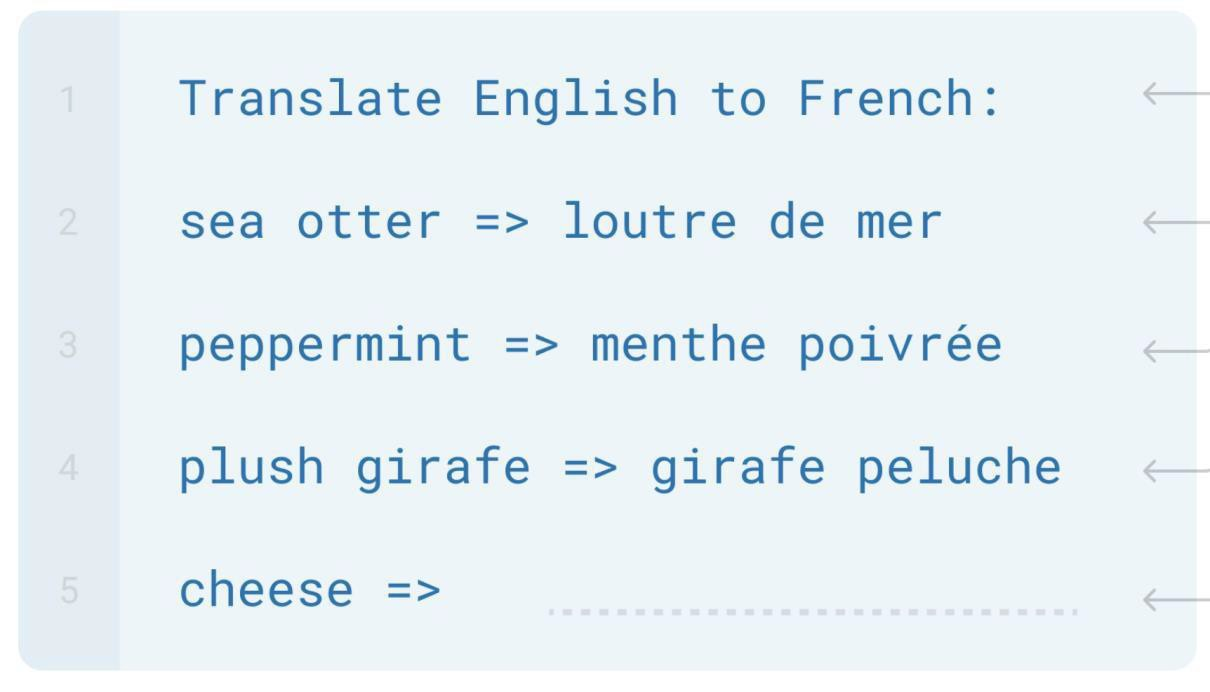 1 Translate English to French:
2 sea otter => loutre de mer
3 peppermint => menthe poivrée
4 plush girafe => girafe peluche
5 cheese =>